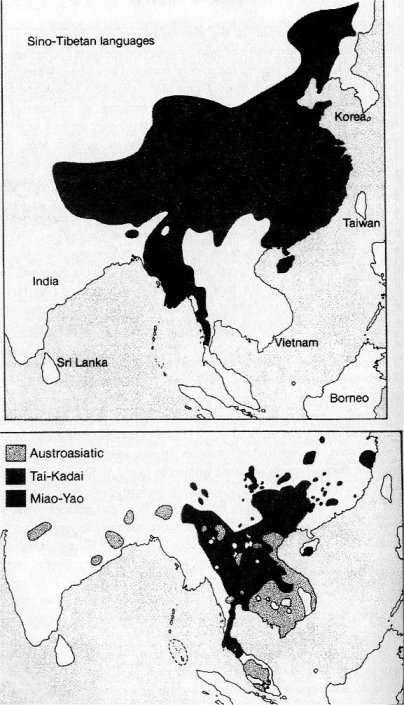 Sino-Tibetan languages
Korea
Taiwan
India
Vietnam
Sri Lanka
Borneo
Austroasiatic
Tai-Kadai
Miao-Yao